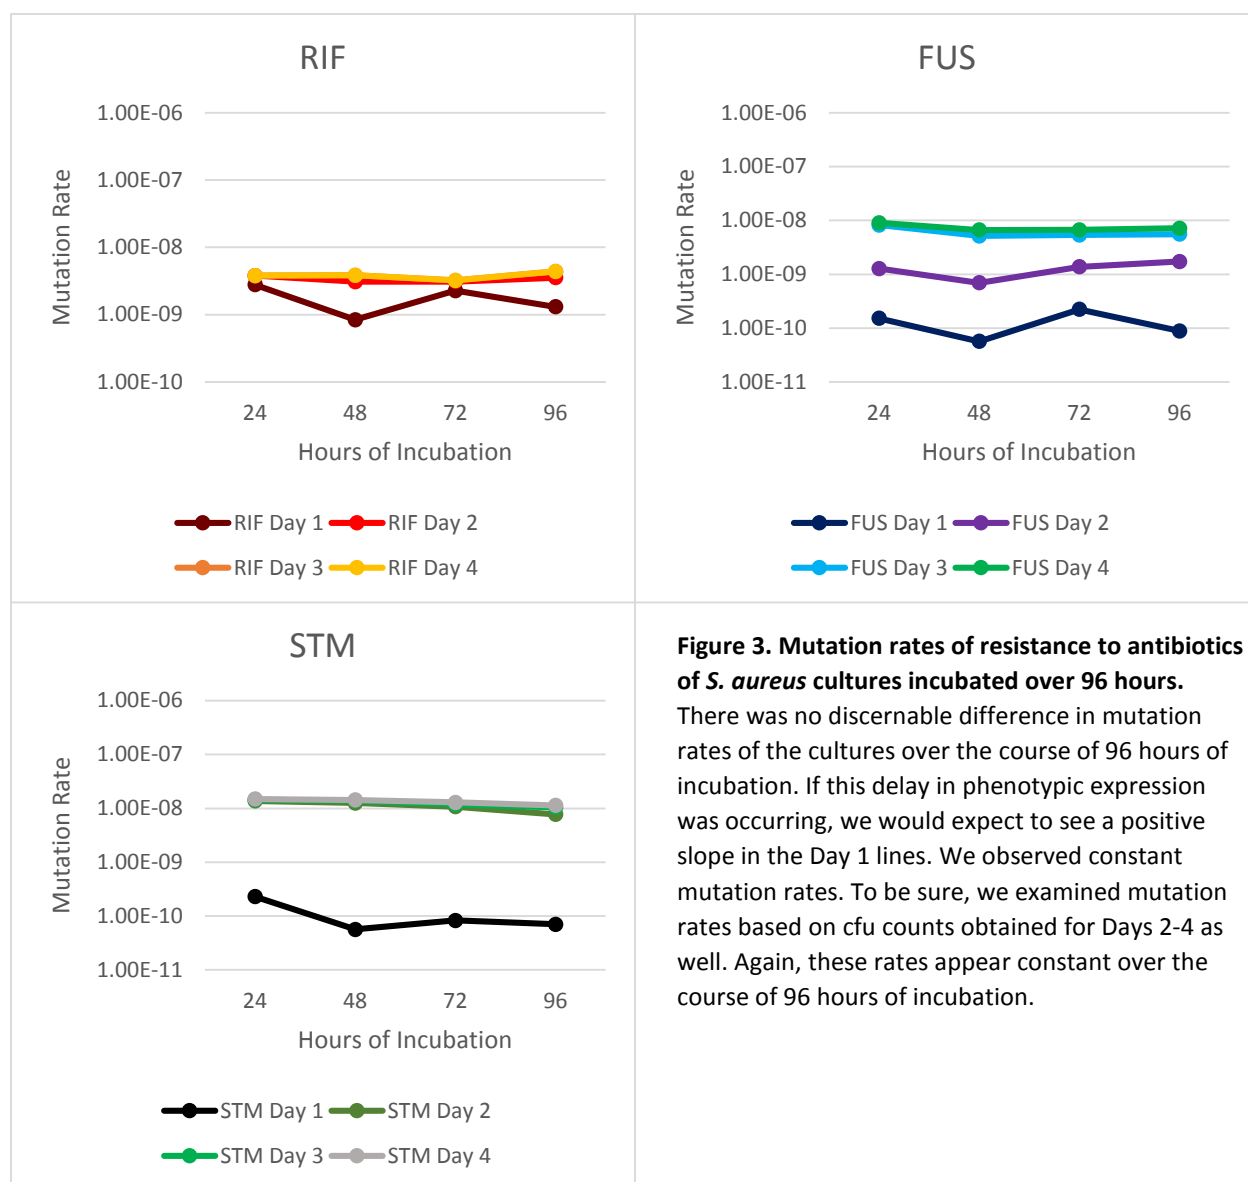 RIF
1.00E-06
1.00E-07
1.00E-08
1.00E-09
1.00E-10
Mutation Rate
24 48 72 96
Hours of Incubation
RIF Day 1 RIF Day 2
RIF Day 3 RIF Day 4
FUS
1.00E-06
1.00E-07
1.00E-08
1.00E-09
1.00E-10
1.00E-11
Mutation Rate
24 48 72 96
Hours of Incubation
FUS Day 1 FUS Day 2
FUS Day 3 FUS Day 4
STM
1.00E-06
1.00E-07
1.00E-08
1.00E-09
1.00E-10
1.00E-11
Mutation Rate
24 48 72 96
Hours of Incubation
STM Day 1 STM Day 2
STM Day 3 STM Day 4
Figure 3. Mutation rates of resistance to antibiotics
of S. aureus cultures incubated over 96 hours.
There was no discernable difference in mutation
rates of the cultures over the course of 96 hours of
incubation. If this delay in phenotypic expression
was occurring, we would expect to see a positive
slope in the Day 1 lines. We observed constant
mutation rates. To be sure, we examined mutation
rates based on cfu counts obtained for Days 2-4 as
well. Again, these rates appear constant over the
course of 96 hours of incubation.